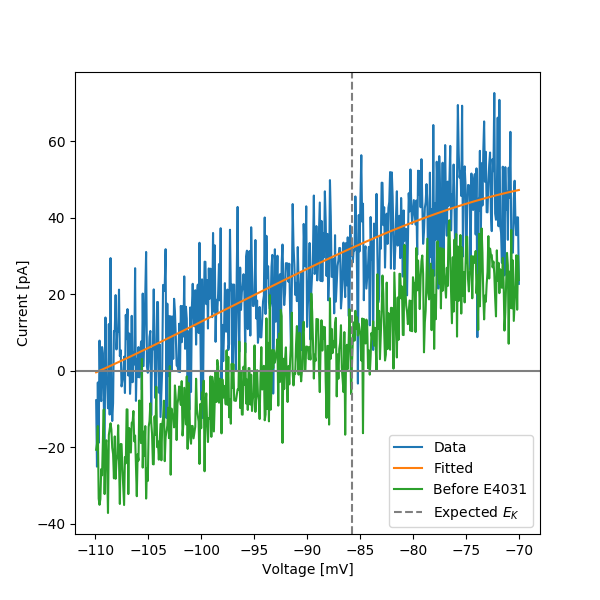 60
40
20
0
−20
−40
Current [pA]
Data
Fitted
Before E4031
Expected E_K
−110 −105 −100 −95 −90 −85 −80 −75 −70
Voltage [mV]